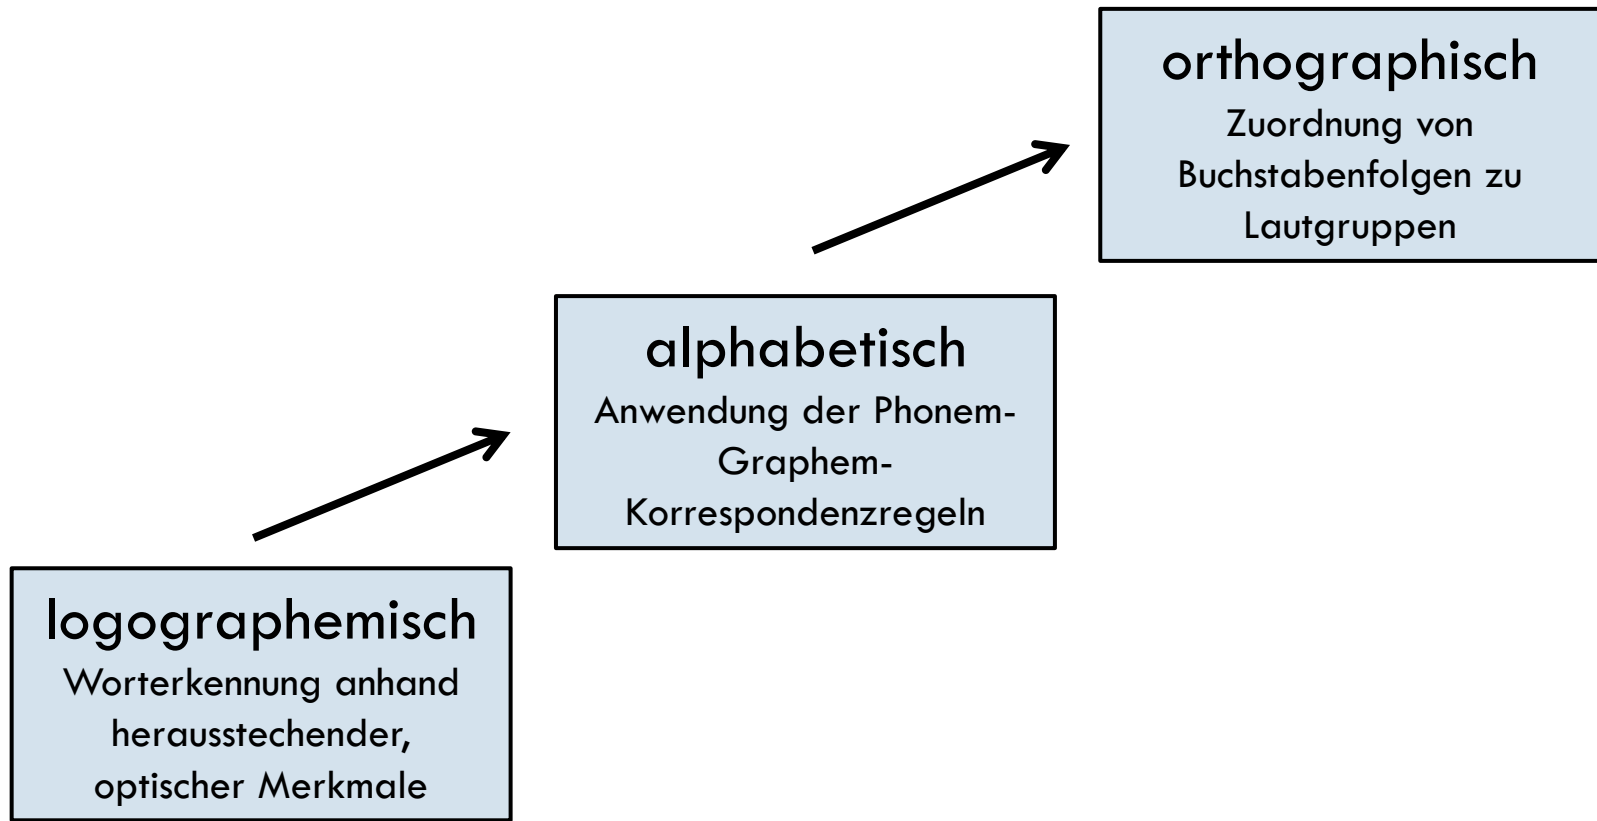 orthographisch
Zuordnung von
Buchstabenfolgen zu
Lautgruppen
alphabetisch
Anwendung der Phonem-
Graphem-
Korrespondenzregeln
logographemisch
Worterkennung anhand
herausstechender,
optischer Merkmale